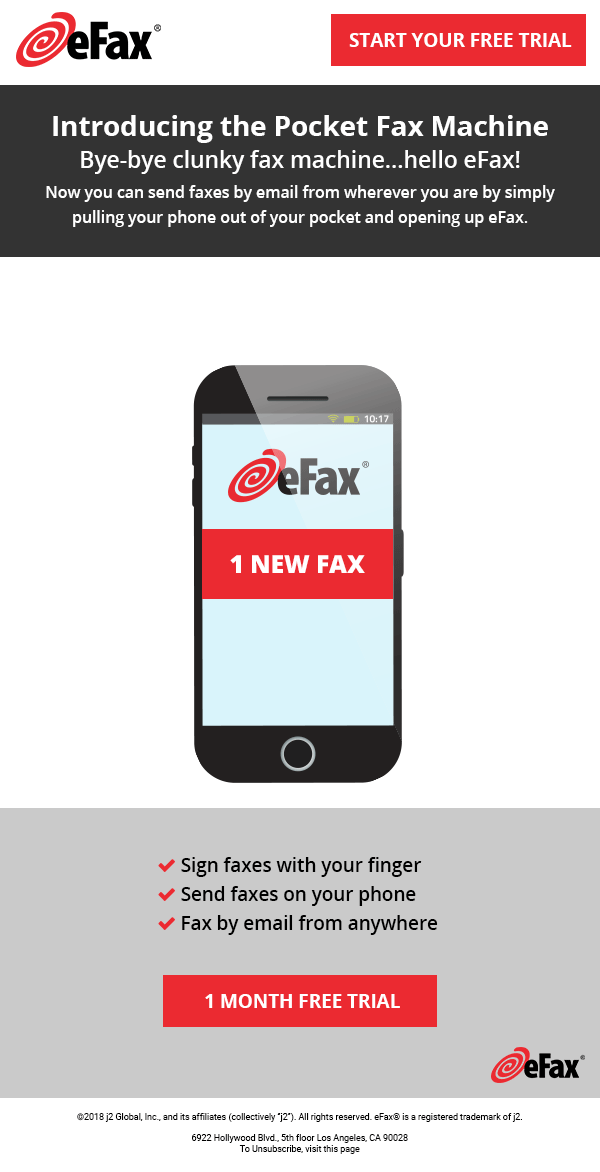 eFax®
START YOUR FREE TRIAL
Introducing the Pocket Fax Machine
Bye-bye clunky fax machine...hello eFax!
Now you can send faxes by email from wherever you are by simply
pulling your phone out of your pocket and opening up eFax.
10:17
eFax®
1 NEW FAX
Sign faxes with your finger
Send faxes on your phone
Fax by email from anywhere
1 MONTH FREE TRIAL
eFax®
©2018 j2 Global, Inc., and its affiliates (collectively “j2”). All rights reserved. eFax® is a registered trademark of j2.
6922 Hollywood Blvd., 5th floor Los Angeles, CA 90028
To Unsubscribe, visit this page